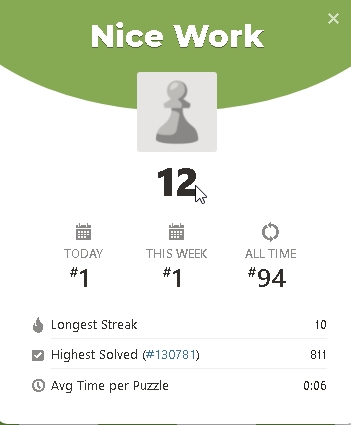 Nice Work
12
TODAY THIS WEEK ALL TIME
#1 #1 #94
Longest Streak 10
Highest Solved (#130781) 811
Avg Time per Puzzle 0:06